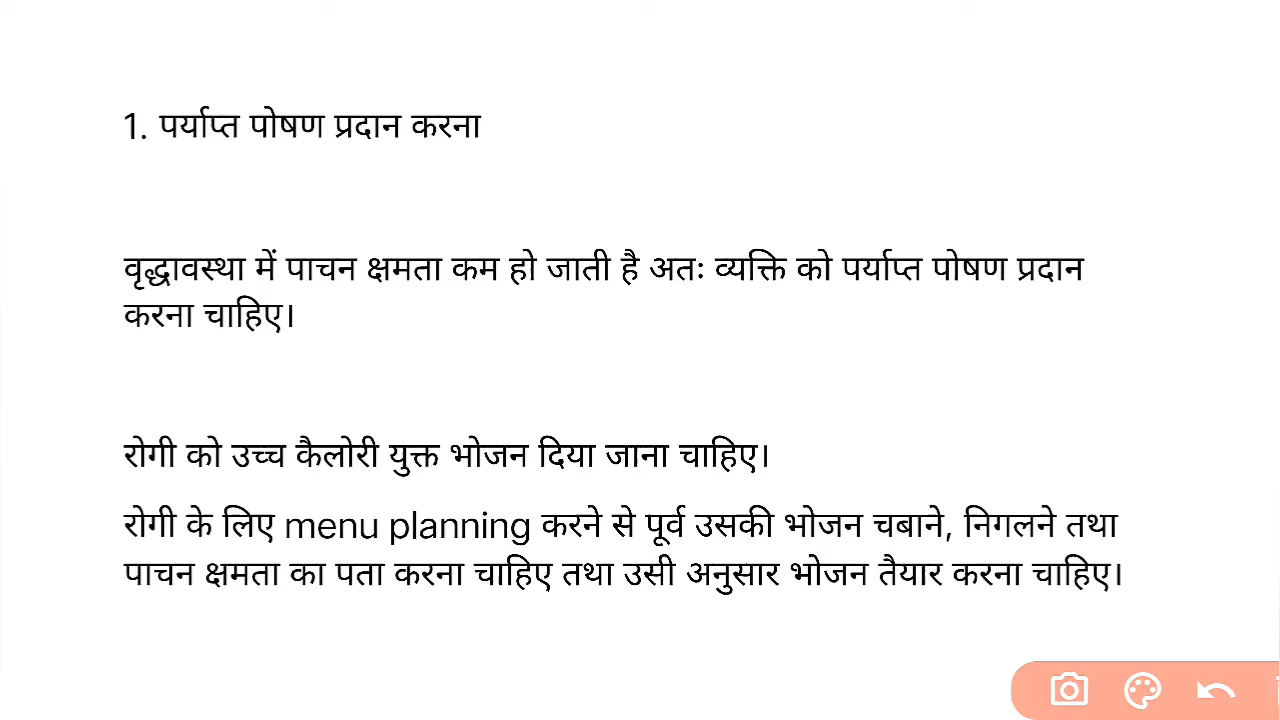 1. पर्याप्त पोषण प्रदान करना
वृद्धावस्था में पाचन क्षमता कम हो जाती है अतः व्यक्ति को पर्याप्त पोषण प्रदान
करना चाहिए।
रोगी को उच्च कैलोरी युक्त भोजन दिया जाना चाहिए।
रोगी के लिए menu planning करने से पूर्व उसकी भोजन चबाने, निगलने तथा
पाचन क्षमता का पता करना चाहिए तथा उसी अनुसार भोजन तैयार करना चाहिए।